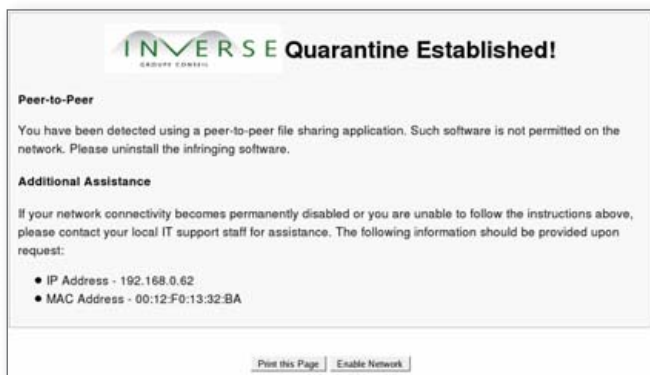 INVERSE
GROUPE CONSEIL
Quarantine Established!
Peer-to-Peer
You have been detected using a peer-to-peer file sharing application. Such software is not permitted on the
network. Please uninstall the infringing software.
Additional Assistance
If your network connectivity becomes permanently disabled or you are unable to follow the instructions above,
please contact your local IT support staff for assistance. The following information should be provided upon
request:
● IP Address - 192.168.0.62
● MAC Address - 00:12:F0:13:32:BA
Print this Page
Enable Network